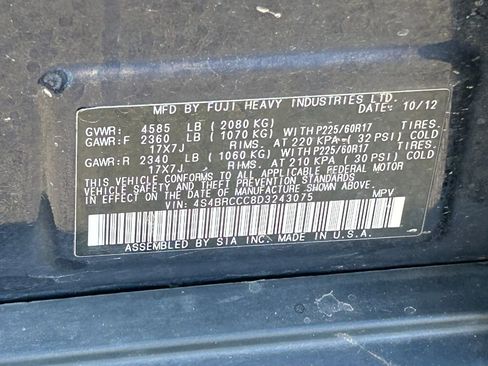 MFD BY FUJI HEAVY INDUSTRIES LTD.
DATE: 10/12
GVWR: 4585 LB ( 2080 KG)
GAWR:F 2360 LB ( 1070 KG) WITH P225/60R17 TIRES.
17X7J RIMS. AT 220 KPA ( 32 PSI) COLD
GAWR:R 2340 LB ( 1060 KG) WITH P225/60R17 TIRES.
17X7J RIMS. AT 210 KPA ( 30 PSI) COLD
THIS VEHICLE CONFORMS TO ALL APPLICABLE FEDERAL MOTOR
VEHICLE SAFETY AND THEFT PREVENTION STANDARDS
IN EFFECT ON THE DATE OF MANUFACTURE SHOWN ABOVE.
VIN: 4S4BRCCC8D3243075 MPV
ASSEMBLED BY SIA INC. MADE IN U.S.A.